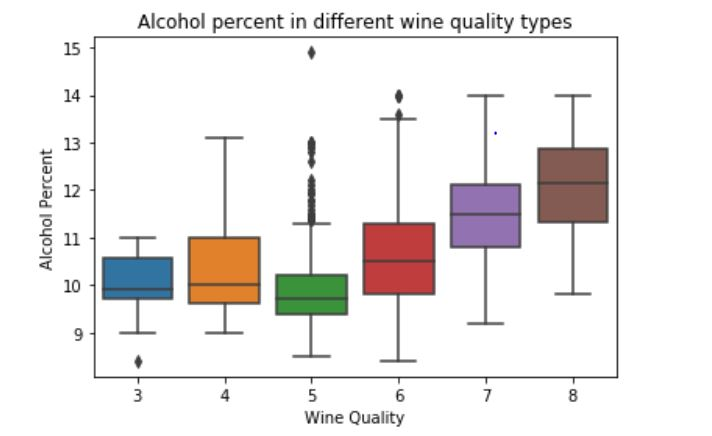 Alcohol percent in different wine quality types
15
14
13
12
11
10
9
Alcohol Percent
3 4 5 6 7 8
Wine Quality